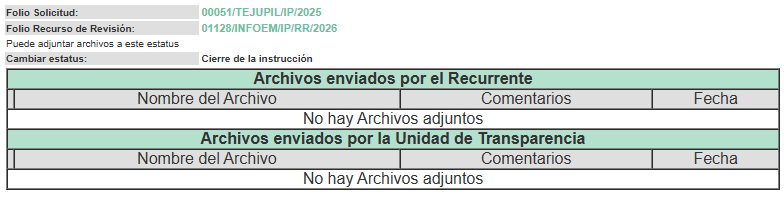 Folio Solicitud: 00051/TEJUPIL/IP/2025
Folio Recurso de Revisión: 01128/INFOEM/IP/RR/2026
Puede adjuntar archivos a este estatus
Cambiar estatus: Cierre de la instrucción
Archivos enviados por el Recurrente
Nombre del Archivo Comentarios Fecha
No hay Archivos adjuntos
Archivos enviados por la Unidad de Transparencia
Nombre del Archivo Comentarios Fecha
No hay Archivos adjuntos